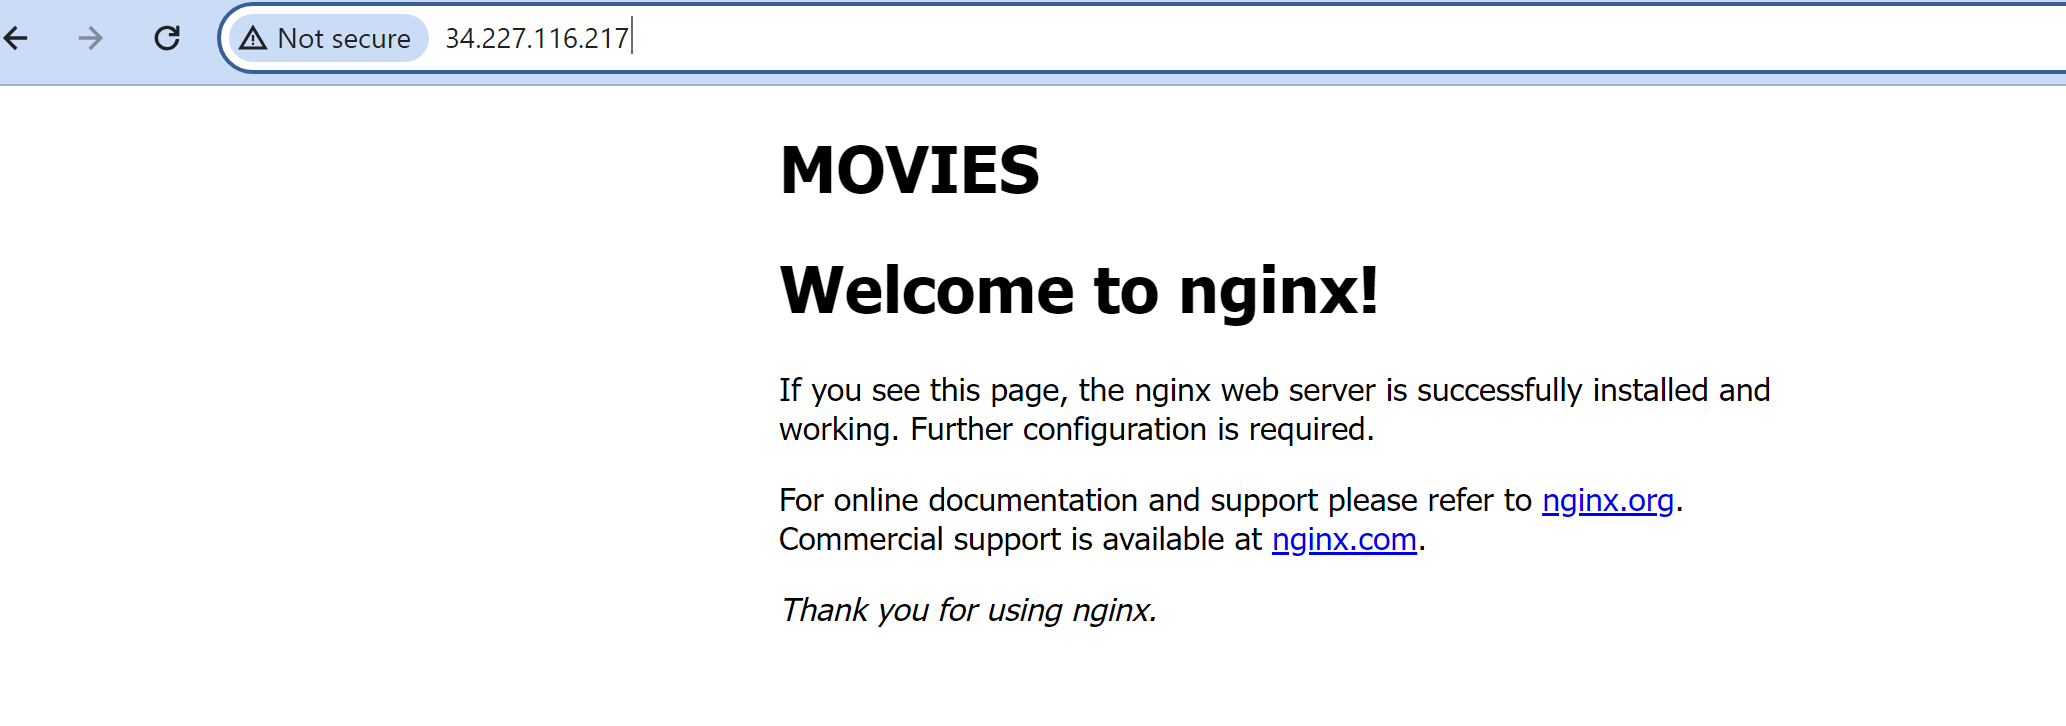 Not secure 34.227.116.217
MOVIES
Welcome to nginx!
If you see this page, the nginx web server is successfully installed and
working. Further configuration is required.
For online documentation and support please refer to nginx.org.
Commercial support is available at nginx.com.
Thank you for using nginx.